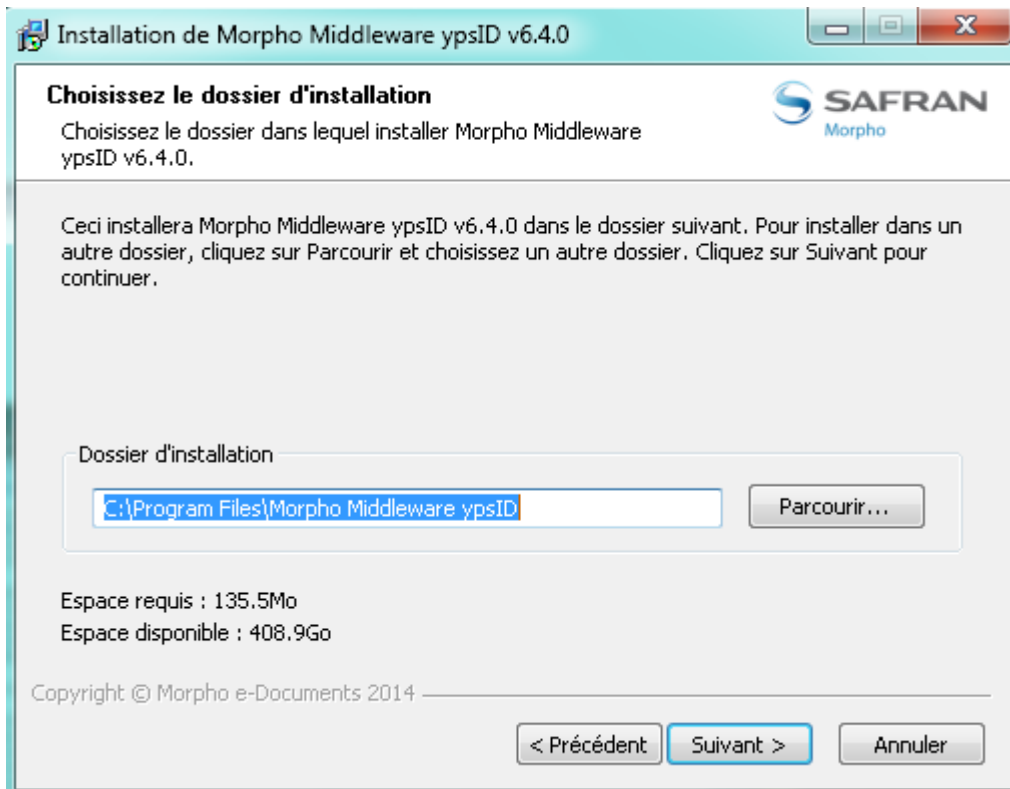 Installation de Morpho Middleware ypsID v6.4.0
Choisissez le dossier d'installation
Choisissez le dossier dans lequel installer Morpho Middleware
ypsID v6.4.0.
SAFRAN
Morpho
Ceci installera Morpho Middleware ypsID v6.4.0 dans le dossier suivant. Pour installer dans un
autre dossier, cliquez sur Parcourir et choisissez un autre dossier. Cliquez sur Suivant pour
continuer.
Dossier d'installation
C:\Program Files\Morpho Middleware ypsID
Parcourir...
Espace requis : 135.5Mo
Espace disponible : 408.9Go
Copyright © Morpho e-Documents 2014
< Précédent
Suivant >
Annuler